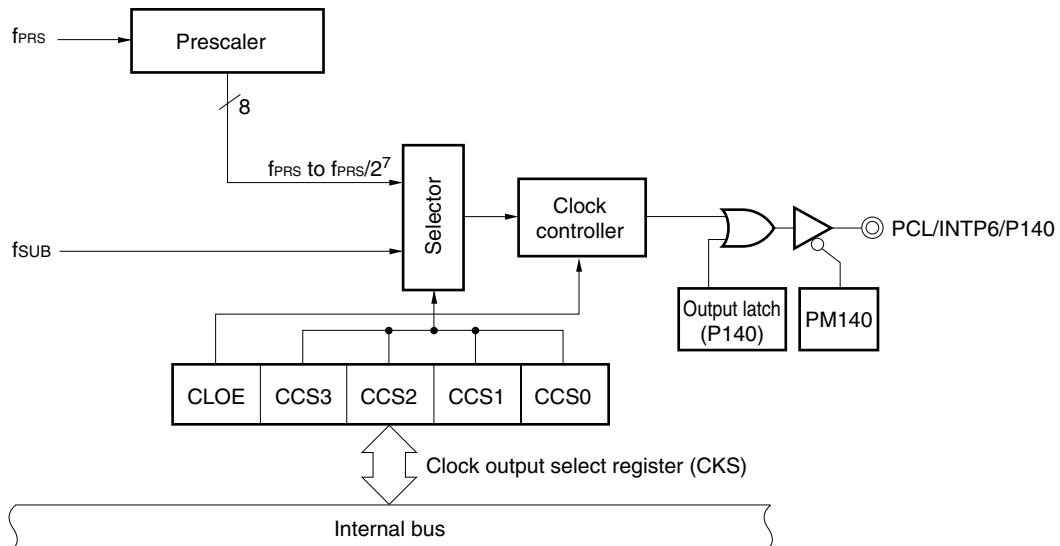 fPRS
Prescaler
8
fPRS to fPRS/2⁷
Selector
Clock
controller
PCL/INTP6/P140
fSUB
Output latch
(P140)
PM140
CLOE CCS3 CCS2 CCS1 CCS0
Clock output select register (CKS)
Internal bus